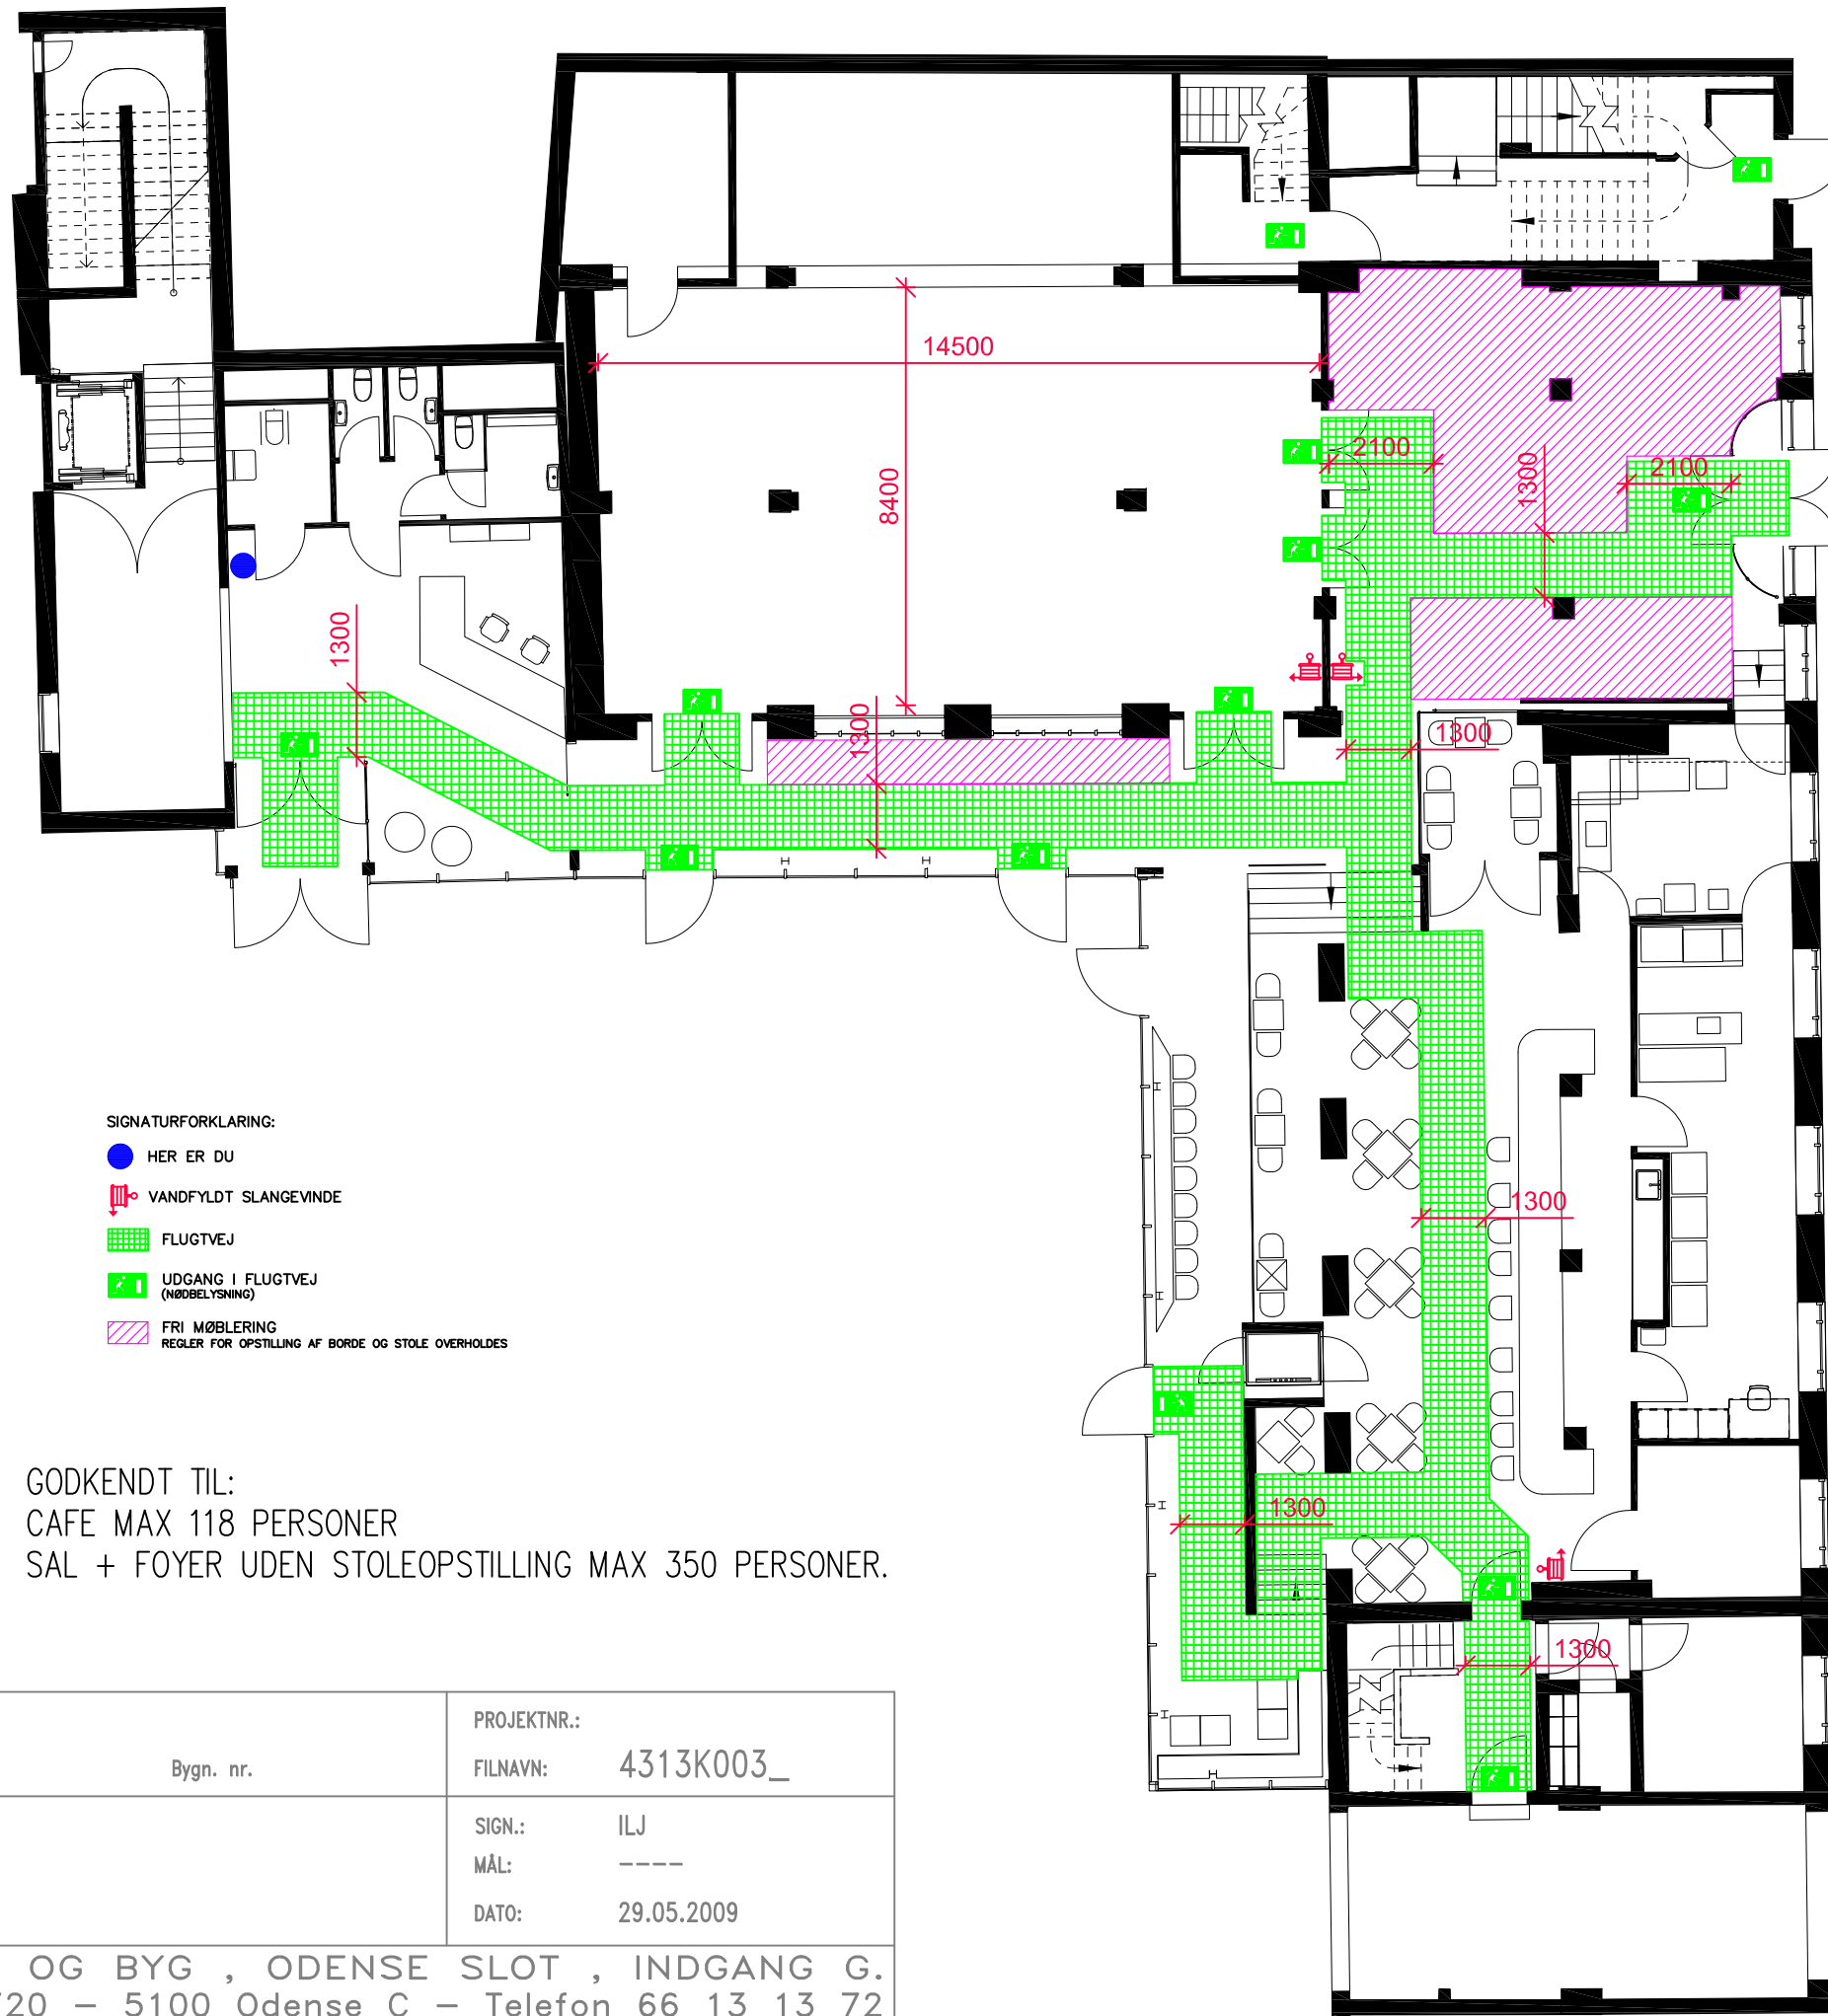 14500
8400
2100
1300
2100
1300
1300
1300
SIGNATURFORKLARING:
HER ER DU
VANDFYLDT SLANGEVINDE
FLUGTVEJ
UDGANG I FLUGTVEJ
(NØDBELYSNING)
FRI MØBLERING
REGLER FOR OPSTILLING AF BORDE OG STOLE OVERHOLDES
1300
GODKENDT TIL:
CAFE MAX 118 PERSONER
SAL + FOYER UDEN STOLEOPSTILLING MAX 350 PERSONER.
1300
1300
Bygn. nr.
PROJEKTNR.:
FILNAVN: 4313K003_
SIGN.: ILJ
MÅL: ----
DATO: 29.05.2009
OG BYG , ODENSE SLOT , INDGANG G.
720 - 5100 Odense C - Telefon 66 13 13 72